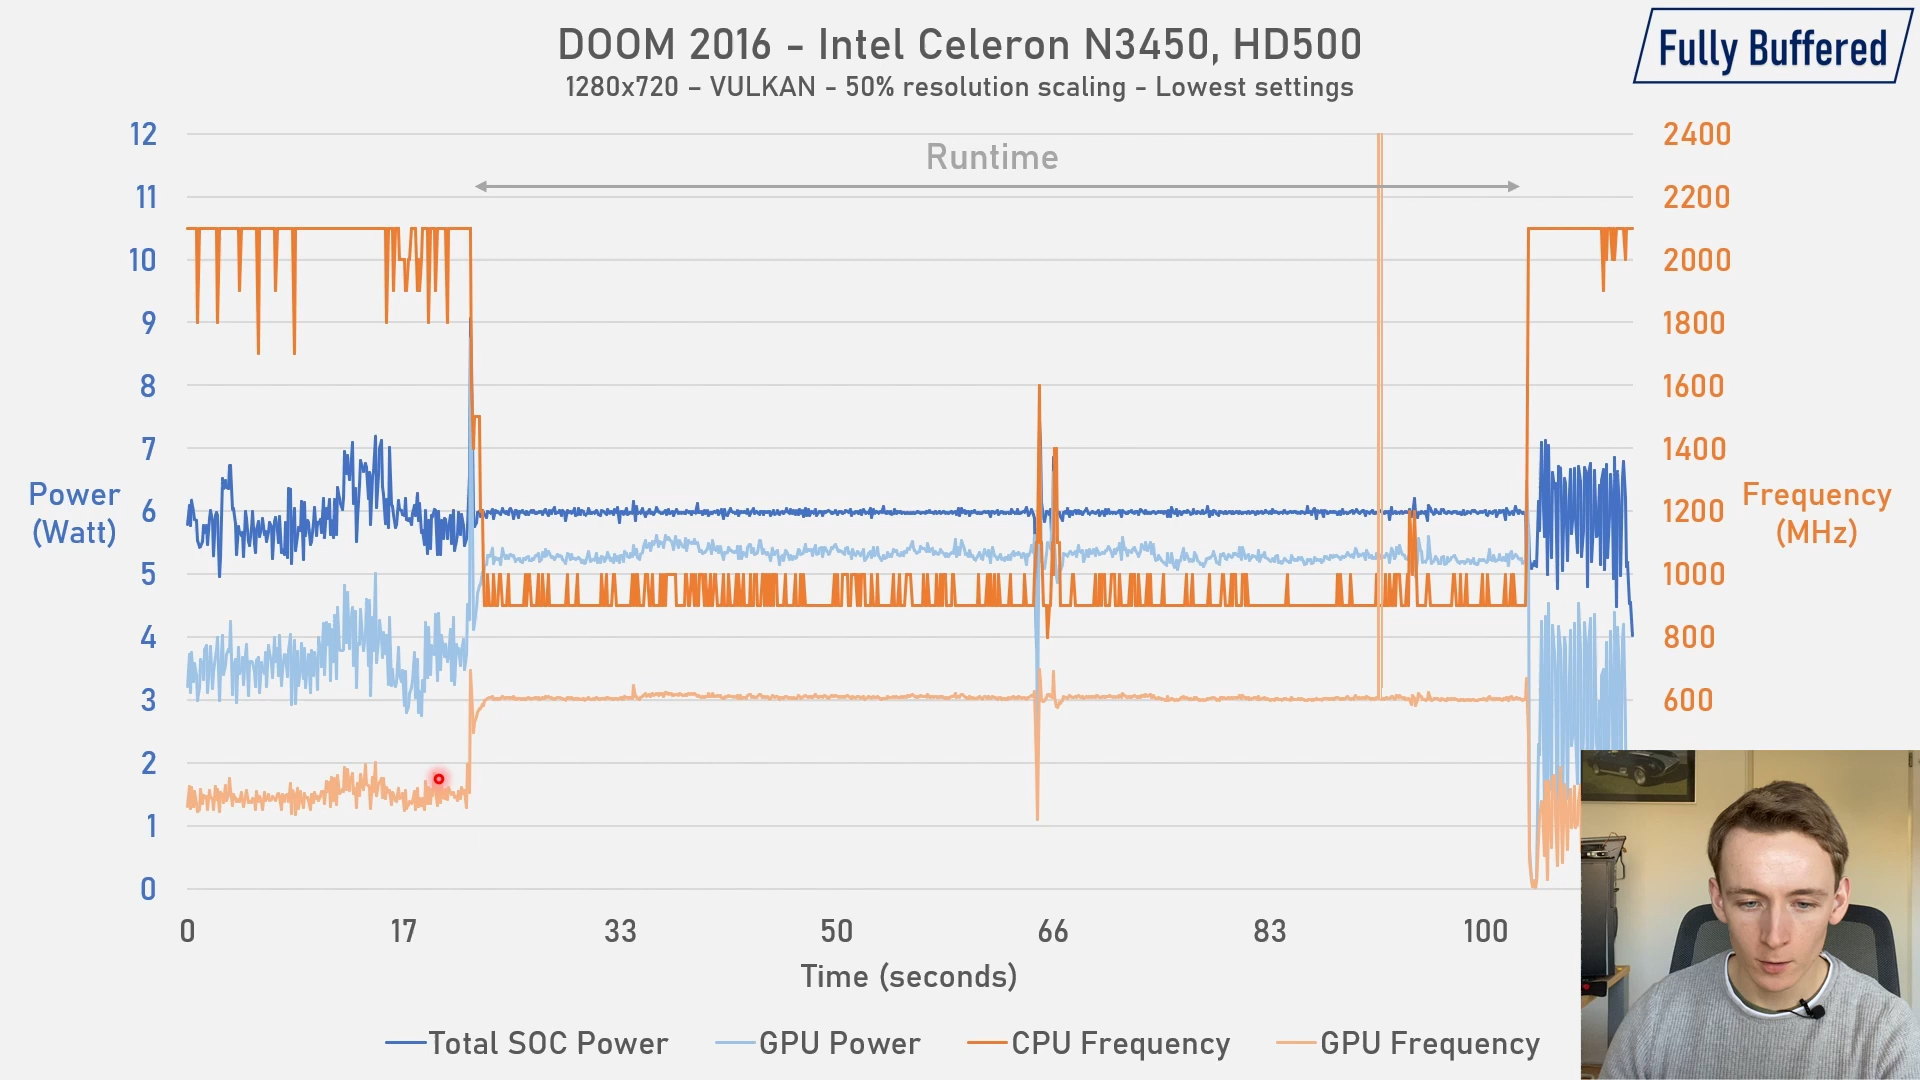 DOOM 2016 - Intel Celeron N3450, HD500
1280x720 – VULKAN - 50% resolution scaling - Lowest settings
Fully Buffered
Runtime
12
11
10
9
8
7
6
5
4
3
2
1
0
Power
(Watt)
2400
2200
2000
1800
1600
1400
1200
1000
800
600
Frequency
(MHz)
0 17 33 50 66 83 100
Time (seconds)
Total SOC Power GPU Power CPU Frequency GPU Frequency